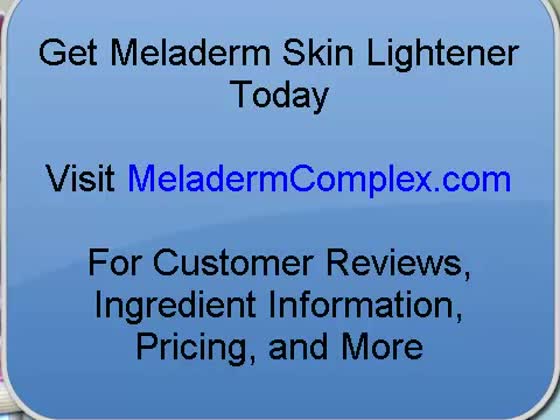 Get Meladerm Skin Lightener
Today
Visit MeladermComplex.com
For Customer Reviews,
Ingredient Information,
Pricing, and More